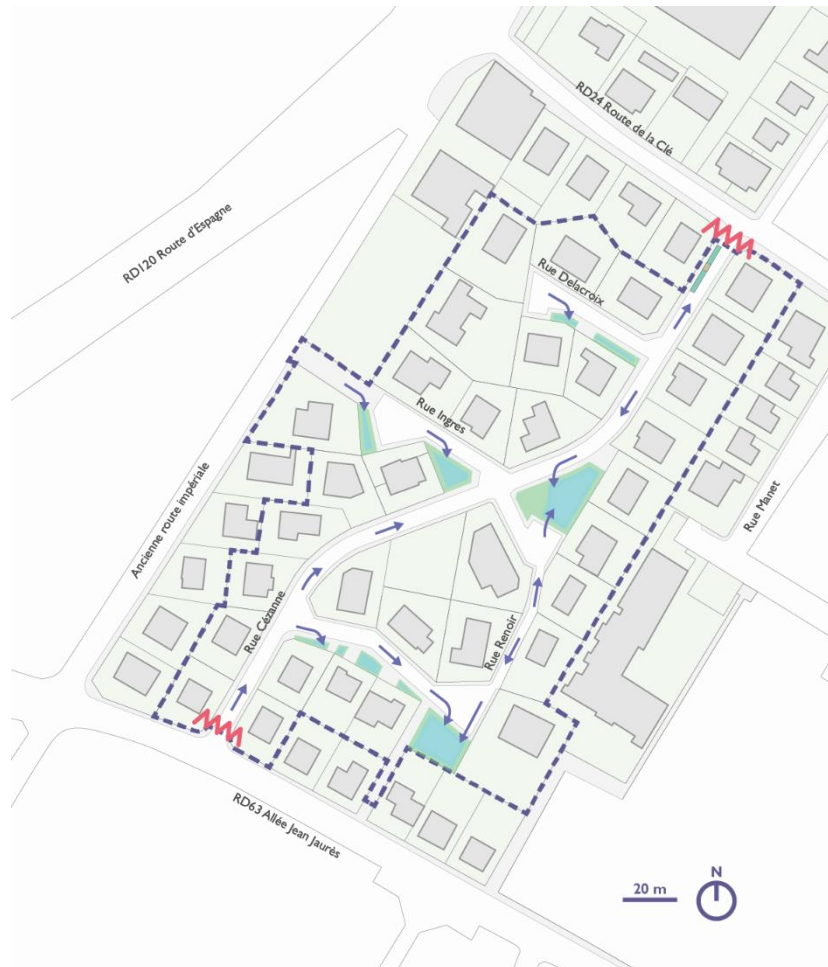 RD24 Route de la Clé
RD120 Route d'Espagne
Rue Delacroix
Rue Ingres
Rue Manet
Ancienne route impériale
Rue Cézanne
Rue Renoir
RD63 Allée Jean Jaurès
20 m
N